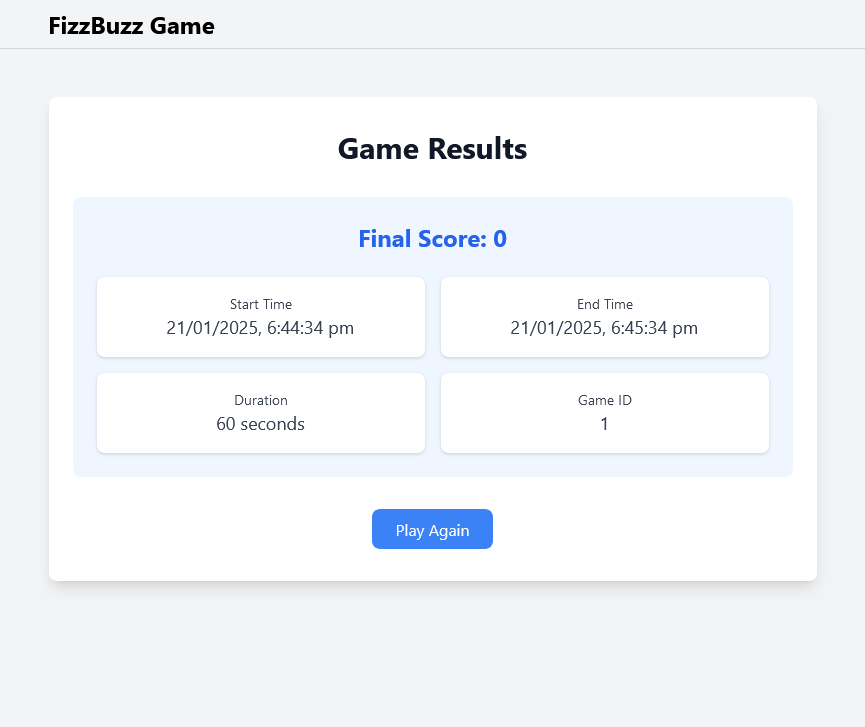 FizzBuzz Game
Game Results
Final Score: 0
Start Time
21/01/2025, 6:44:34 pm
End Time
21/01/2025, 6:45:34 pm
Duration
60 seconds
Game ID
1
Play Again